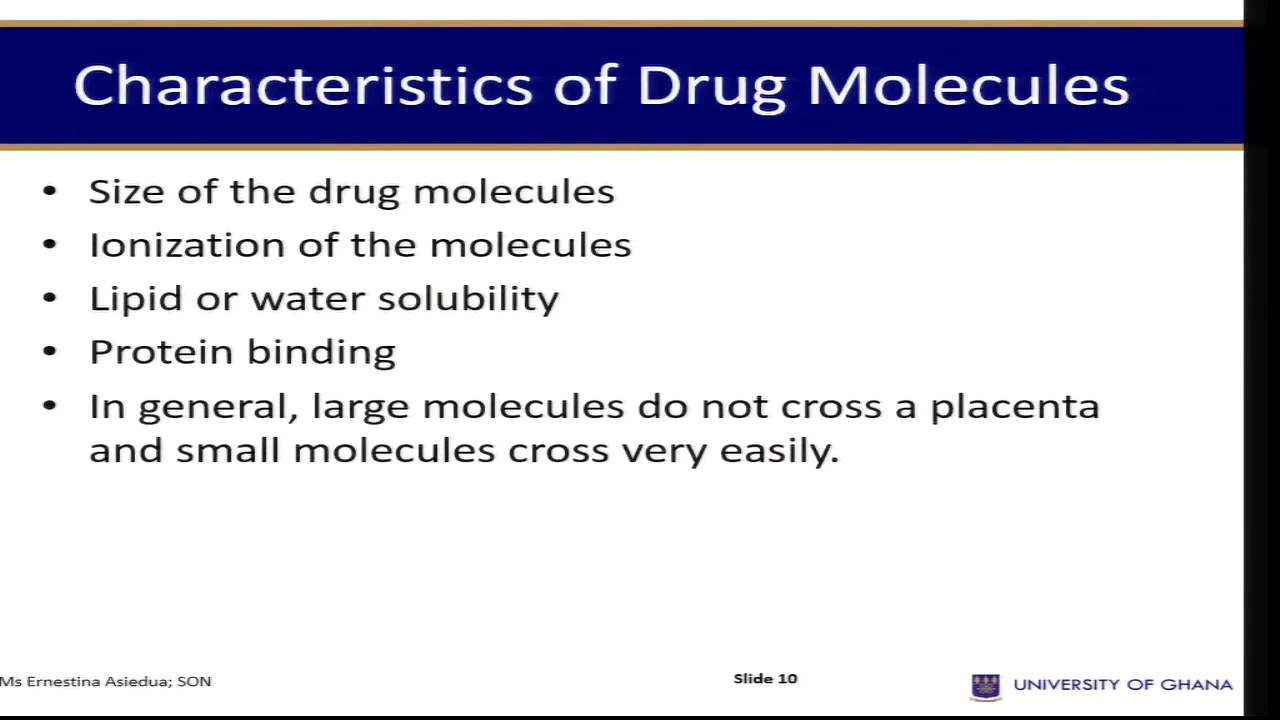 Characteristics of Drug Molecules
• Size of the drug molecules
• Ionization of the molecules
• Lipid or water solubility
• Protein binding
• In general, large molecules do not cross a placenta
and small molecules cross very easily.
Ms Ernestina Asiedua; SON
Slide 10
UNIVERSITY OF GHANA